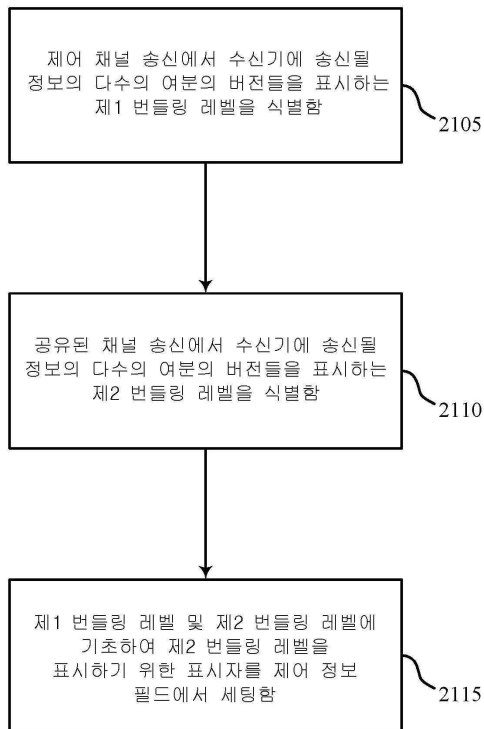 제어 채널 송신에서 수신기에 송신될
정보의 다수의 여분의 버전들을 표시하는
제1 번들링 레벨을 식별함
2105
공유된 채널 송신에서 수신기에 송신될
정보의 다수의 여분의 버전들을 표시하는
제2 번들링 레벨을 식별함
2110
제1 번들링 레벨 및 제2 번들링 레벨에
기초하여 제2 번들링 레벨을
표시하기 위한 표시자를 제어 정보
필드에서 세팅함
2115